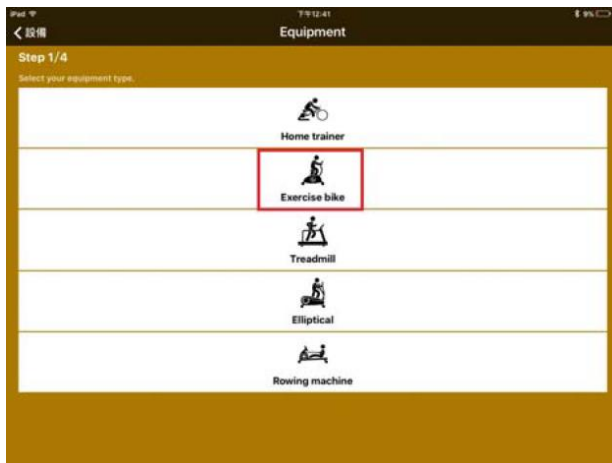 iPad 下午12:41 9%
設備 Equipment
Step 1/4
Select your equipment type.
Home trainer
Exercise bike
Treadmill
Elliptical
Rowing machine